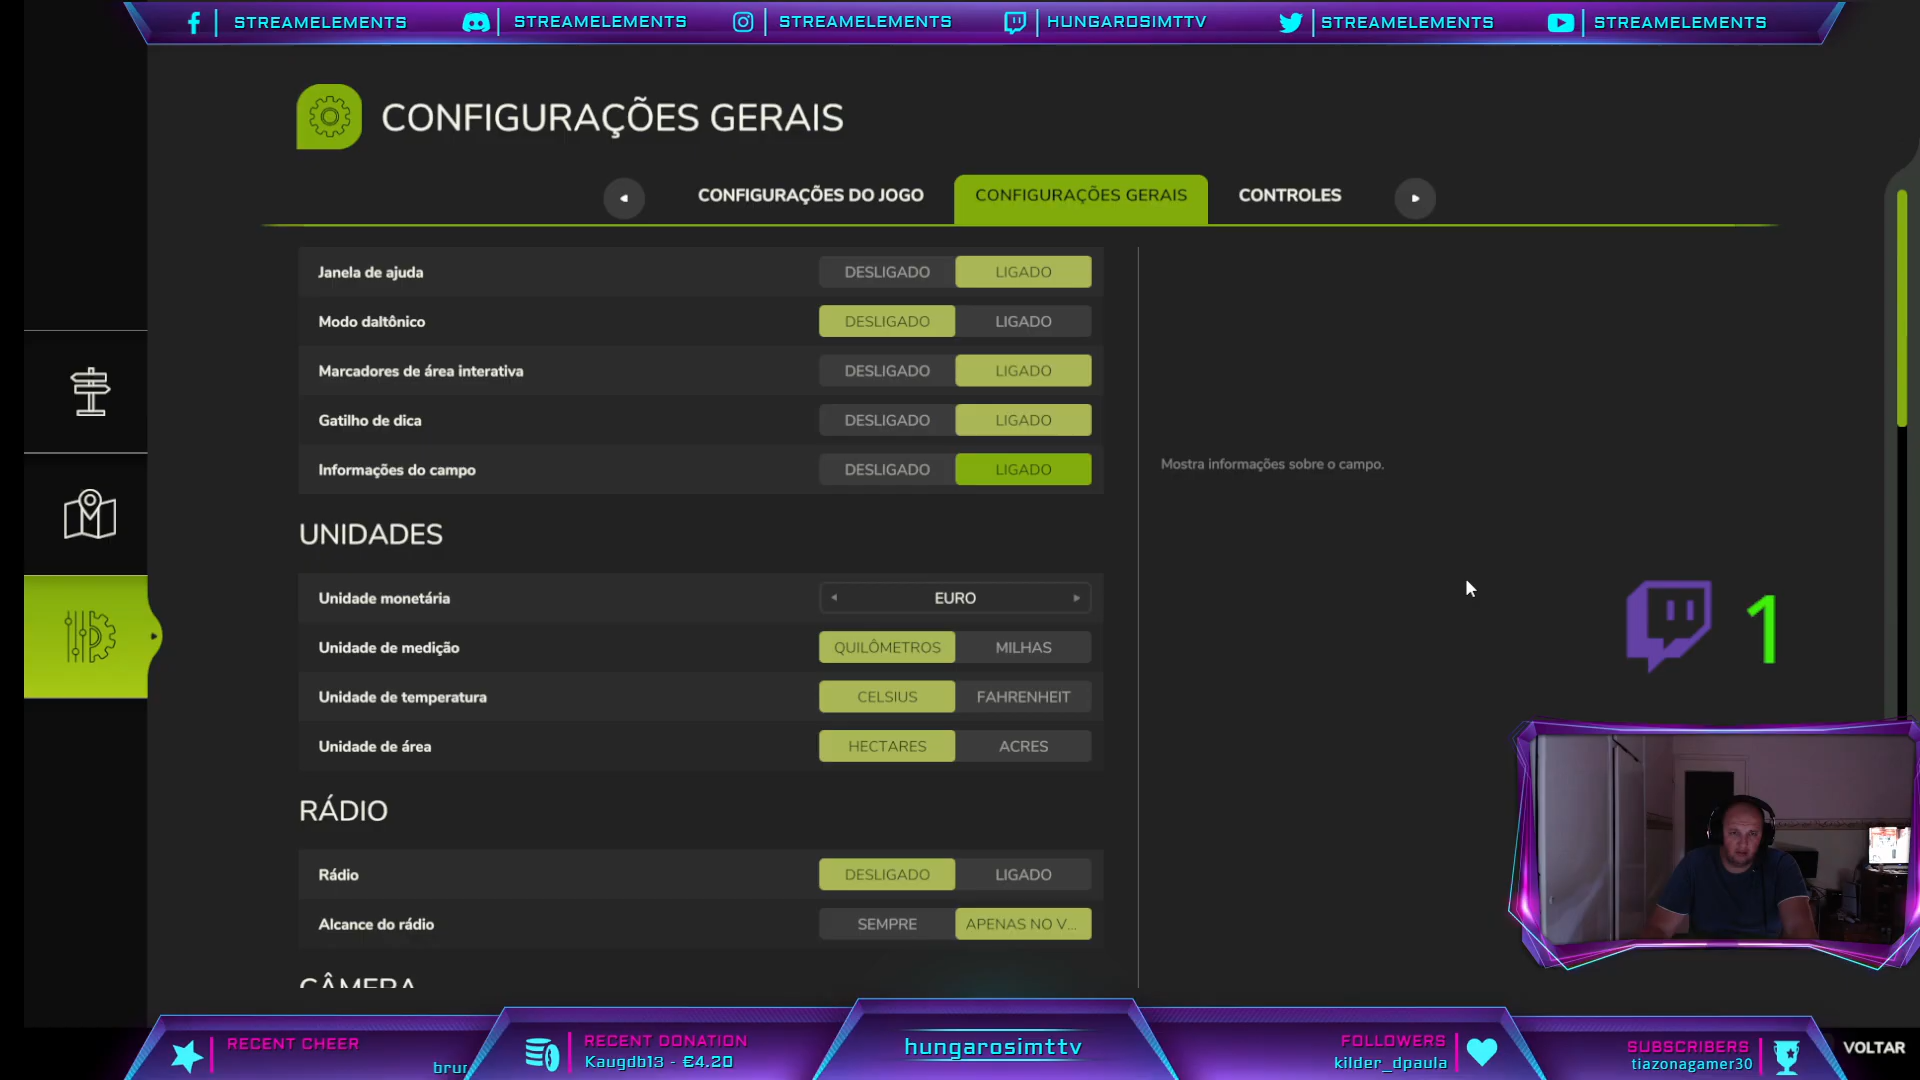 STREAMELEMENTS STREAMELEMENTS STREAMELEMENTS HUNGAROSIMTTV STREAMELEMENTS STREAMELEMENTS
CONFIGURAÇÕES GERAIS
CONFIGURAÇÕES DO JOGO CONFIGURAÇÕES GERAIS CONTROLES
Janela de ajuda DESLIGADO LIGADO
Modo daltônico DESLIGADO LIGADO
Marcadores de área interativa DESLIGADO LIGADO
Gatilho de dica DESLIGADO LIGADO
Informações do campo DESLIGADO LIGADO
Mostra informações sobre o campo.
UNIDADES
Unidade monetária EURO
Unidade de medição QUILÔMETROS MILHAS
Unidade de temperatura CELSIUS FAHRENHEIT
Unidade de área HECTARES ACRES
1
RÁDIO
Rádio DESLIGADO LIGADO
Alcance do rádio SEMPRE APENAS NO V...
CÂMERA
RECENT CHEER
brur
RECENT DONATION
Kaugdb13 - €4.20
hungarosimttv
FOLLOWERS
kilder_dpaula
SUBSCRIBERS
tiazonagamer30
VOLTAR